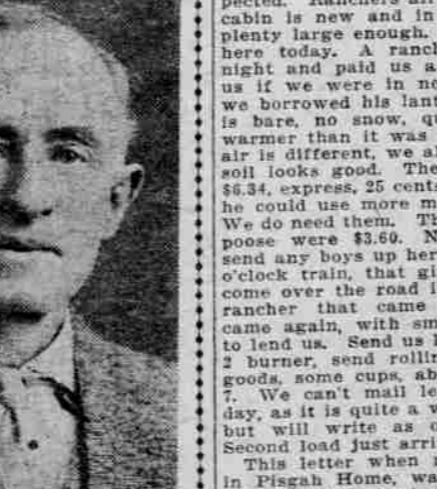 pected. Ranchers all
cabin is new and in
plenty large enough.
here today. A ranch
night and paid us a
us if we were in ne
we borrowed his lant
is bare, no snow, qu
warmer than it was
air is different, we al
soil looks good. The
$6.34, express, 25 cents
he could use more m
We do need them. Th
poose were $3.60. N
send any boys up her
o'clock train, that gi
come over the road i
rancher that came
came again, with sm
to lend us. Send us
2 burner, send rollin
goods, some cups, ab
7. We can't mail le
day, as it is quite a w
but will write as o
Second load just arri
This letter when r
in Pisgah Home, wa